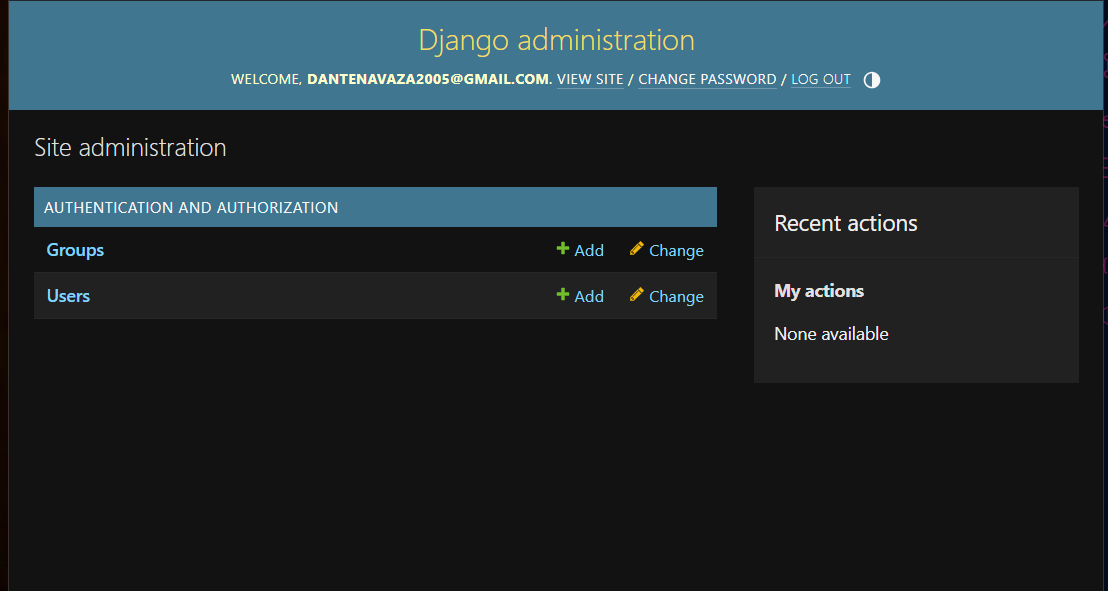 Django administration
WELCOME, DANTENAVAZA2005@GMAIL.COM. VIEW SITE / CHANGE PASSWORD / LOG OUT
Site administration
AUTHENTICATION AND AUTHORIZATION
Groups Add Change
Users Add Change
Recent actions
My actions
None available